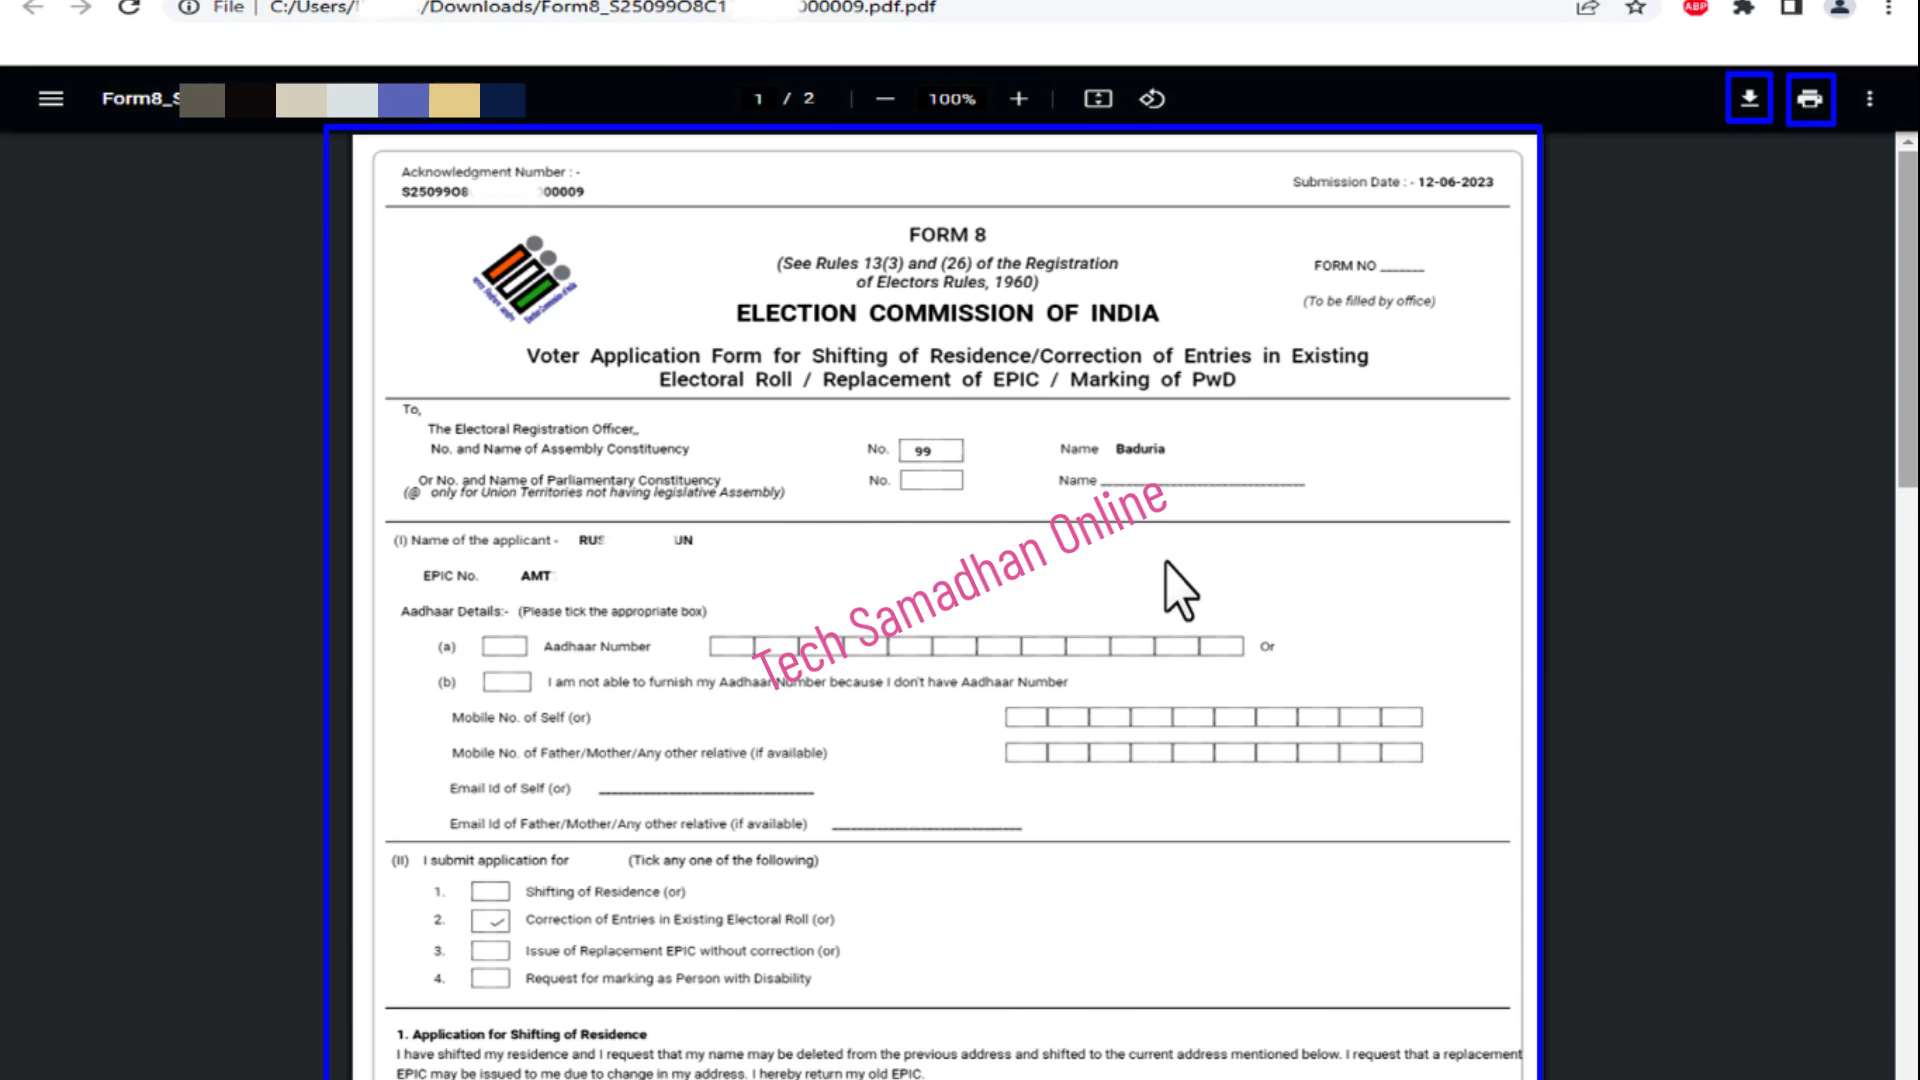 File | C:/Users/ /Downloads/Form8_S25099O8C1 000009.pdf.pdf
ABP
Form8_S 1 / 2 100%
Acknowledgment Number : -
S25099O8 00009
Submission Date : - 12-06-2023
FORM 8
(See Rules 13(3) and (26) of the Registration
of Electors Rules, 1960)
FORM NO _______
(To be filled by office)
ELECTION COMMISSION OF INDIA
Voter Application Form for Shifting of Residence/Correction of Entries in Existing
Electoral Roll / Replacement of EPIC / Marking of PwD
To,
The Electoral Registration Officer,,
No. and Name of Assembly Constituency No. 99 Name Baduria
Or No. and Name of Parliamentary Constituency No. Name
(@ only for Union Territories not having legislative Assembly)
Tech Samadhan Online
(I) Name of the applicant - RUS UN
EPIC No. AMT
Aadhaar Details:- (Please tick the appropriate box)
(a) Aadhaar Number Or
(b) I am not able to furnish my Aadhaar Number because I don't have Aadhaar Number
Mobile No. of Self (or)
Mobile No. of Father/Mother/Any other relative (if available)
Email Id of Self (or)
Email Id of Father/Mother/Any other relative (if available)
(II) I submit application for (Tick any one of the following)
1. Shifting of Residence (or)
2. Correction of Entries in Existing Electoral Roll (or)
3. Issue of Replacement EPIC without correction (or)
4. Request for marking as Person with Disability
1. Application for Shifting of Residence
I have shifted my residence and I request that my name may be deleted from the previous address and shifted to the current address mentioned below. I request that a replacement
EPIC may be issued to me due to change in my address. I hereby return my old EPIC.